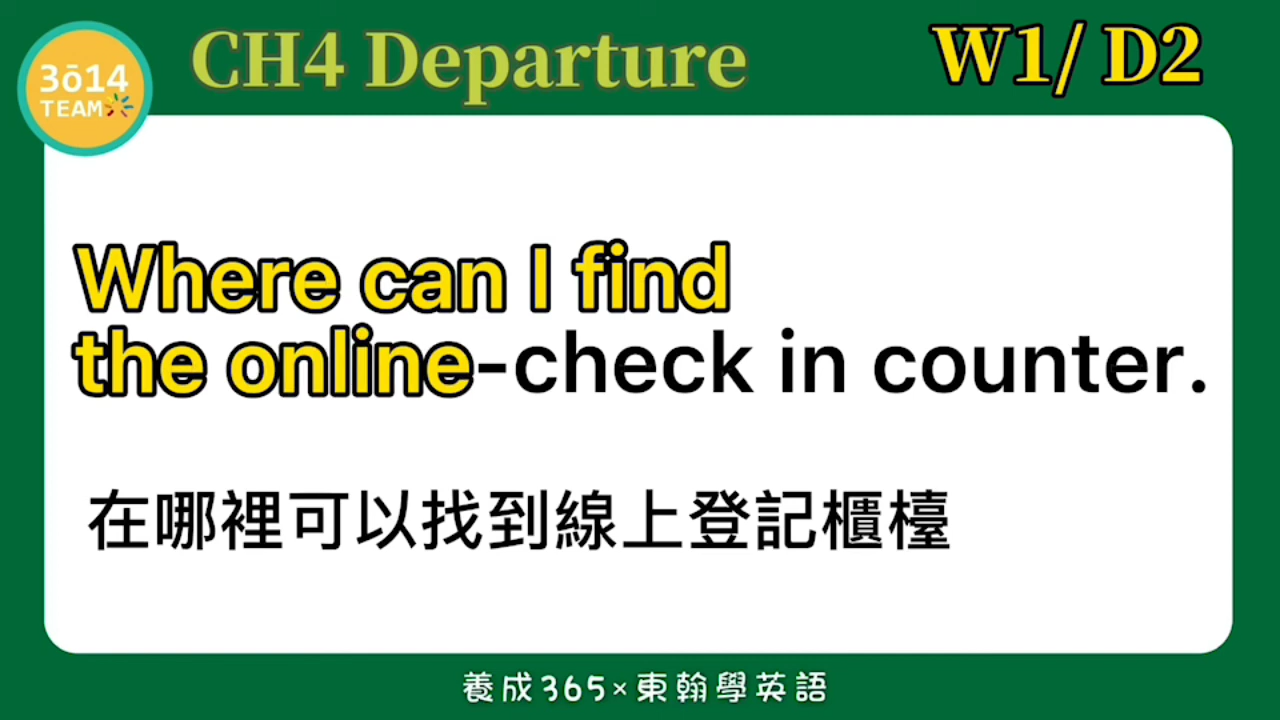 3ō14
TEAM
CH4 Departure
W1/ D2
Where can I find
the online-check in counter.
在哪裡可以找到線上登記櫃檯
養成365×東翰學英語